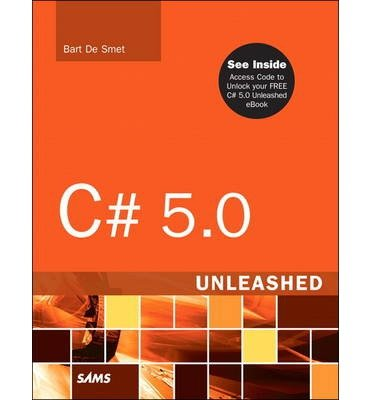 Bart De Smet
See Inside
Access Code to
Unlock your FREE
C# 5.0 Unleashed
eBook
C# 5.0
UNLEASHED
SAMS